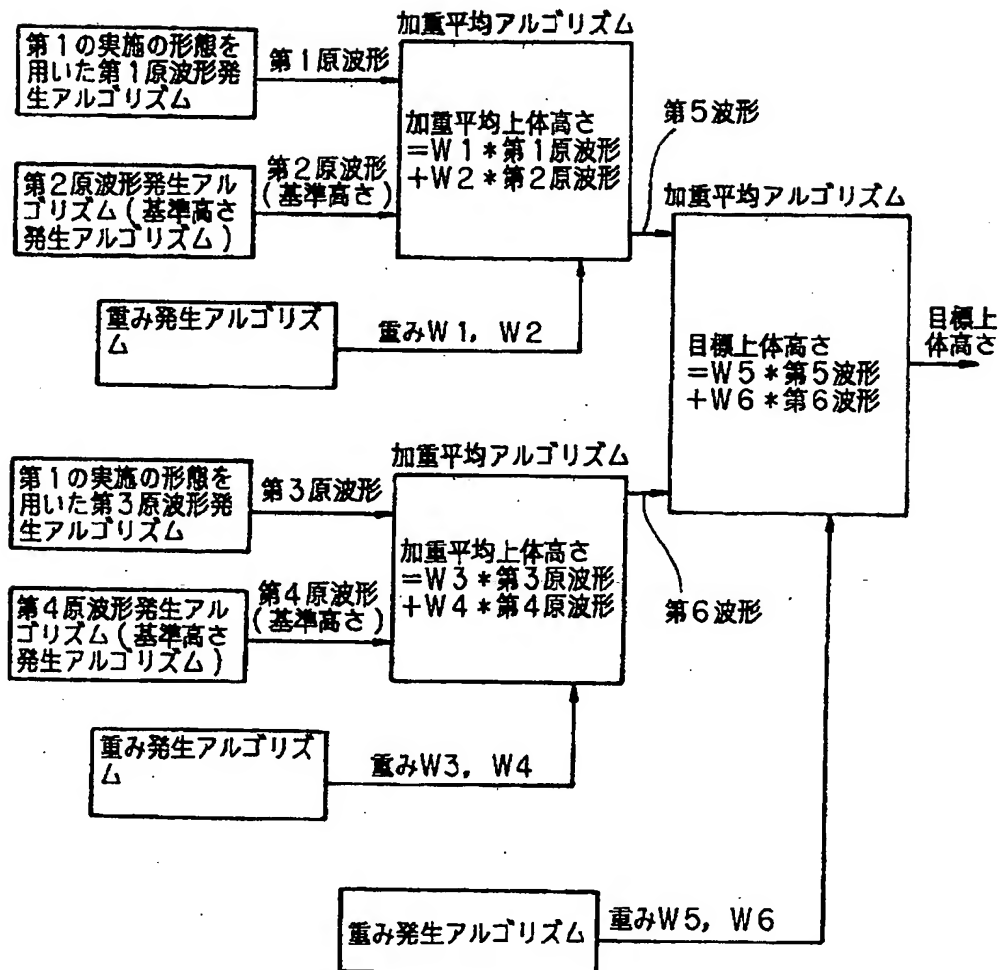 加重平均アルゴリズム
第1の実施の形態を
用いた第1原波形発
生アルゴリズム
第1原波形
加重平均上体高さ
=W1*第1原波形
+W2*第2原波形
第2原波形発生アル
ゴリズム(基準高さ
発生アルゴリズム)
第2原波形
(基準高さ)
第5波形
重み発生アルゴリズ
ム
重みW1, W2
加重平均アルゴリズム
目標上体高さ
=W5*第5波形
+W6*第6波形
目標上
体高さ
加重平均アルゴリズム
第1の実施の形態を
用いた第3原波形発
生アルゴリズム
第3原波形
加重平均上体高さ
=W3*第3原波形
+W4*第4原波形
第4原波形発生アル
ゴリズム(基準高さ
発生アルゴリズム)
第4原波形
(基準高さ)
第6波形
重み発生アルゴリズ
ム
重みW3, W4
重み発生アルゴリズム
重みW5, W6